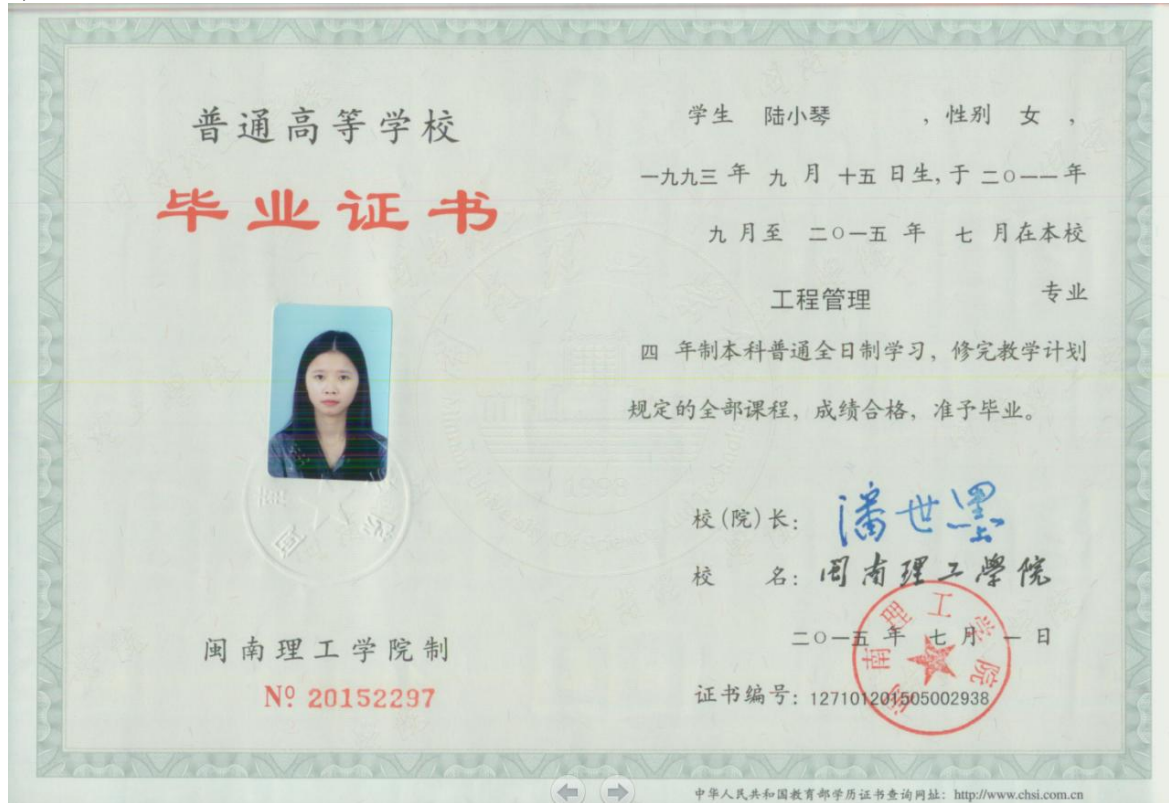 普通高等学校
毕业证书
闽南理工学院制
Nº 20152297
学生 陆小琴 ，性别 女 ，
一九九三 年 九 月 十五 日生，于 二〇一一 年
九 月至 二〇一五 年 七 月在本校
工程管理 专业
四 年制本科普通全日制学习，修完教学计划
规定的全部课程，成绩合格，准予毕业。
校（院）长： 潘世墨
校 名： 闽南理工學院
二〇一五 年 七 月 一 日
闽南理工学院
证书编号：127101201505002938
中华人民共和国教育部学历证书查询网址：http://www.chsi.com.cn
1998